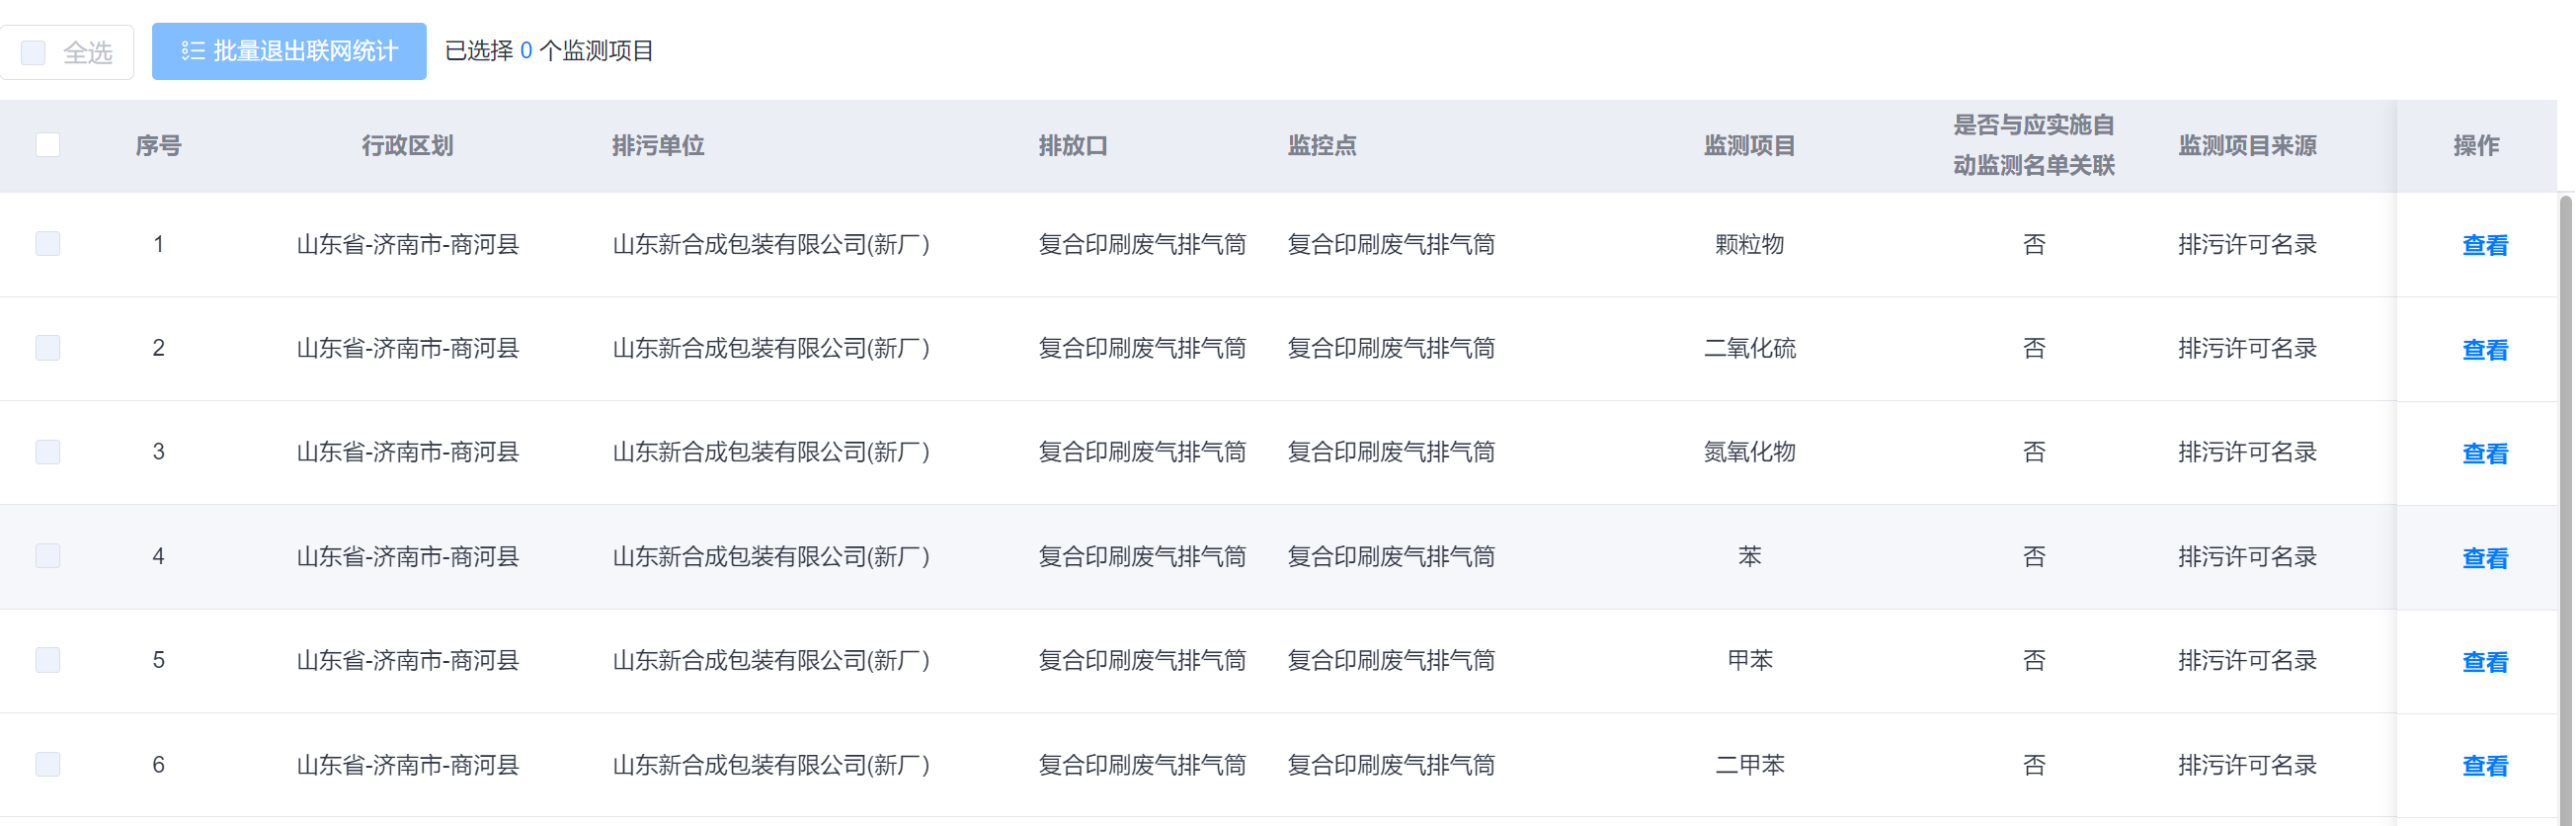 全选 批量退出联网统计 已选择 0 个监测项目
序号 行政区划 排污单位 排放口 监控点 监测项目 是否与应实施自动监测名单关联 监测项目来源 操作
1 山东省-济南市-商河县 山东新合成包装有限公司(新厂) 复合印刷废气排气筒 复合印刷废气排气筒 颗粒物 否 排污许可名录 查看
2 山东省-济南市-商河县 山东新合成包装有限公司(新厂) 复合印刷废气排气筒 复合印刷废气排气筒 二氧化硫 否 排污许可名录 查看
3 山东省-济南市-商河县 山东新合成包装有限公司(新厂) 复合印刷废气排气筒 复合印刷废气排气筒 氮氧化物 否 排污许可名录 查看
4 山东省-济南市-商河县 山东新合成包装有限公司(新厂) 复合印刷废气排气筒 复合印刷废气排气筒 苯 否 排污许可名录 查看
5 山东省-济南市-商河县 山东新合成包装有限公司(新厂) 复合印刷废气排气筒 复合印刷废气排气筒 甲苯 否 排污许可名录 查看
6 山东省-济南市-商河县 山东新合成包装有限公司(新厂) 复合印刷废气排气筒 复合印刷废气排气筒 二甲苯 否 排污许可名录 查看